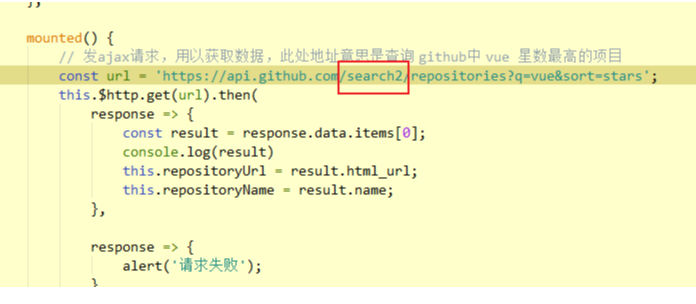 },
mounted() {
// 发ajax请求，用以获取数据，此处地址意思是查询 github中 vue 星数最高的项目
const url = 'https://api.github.com/search2/repositories?q=vue&sort=stars';
this.$http.get(url).then(
response => {
const result = response.data.items[0];
console.log(result)
this.repositoryUrl = result.html_url;
this.repositoryName = result.name;
},
response => {
alert('请求失败');
}